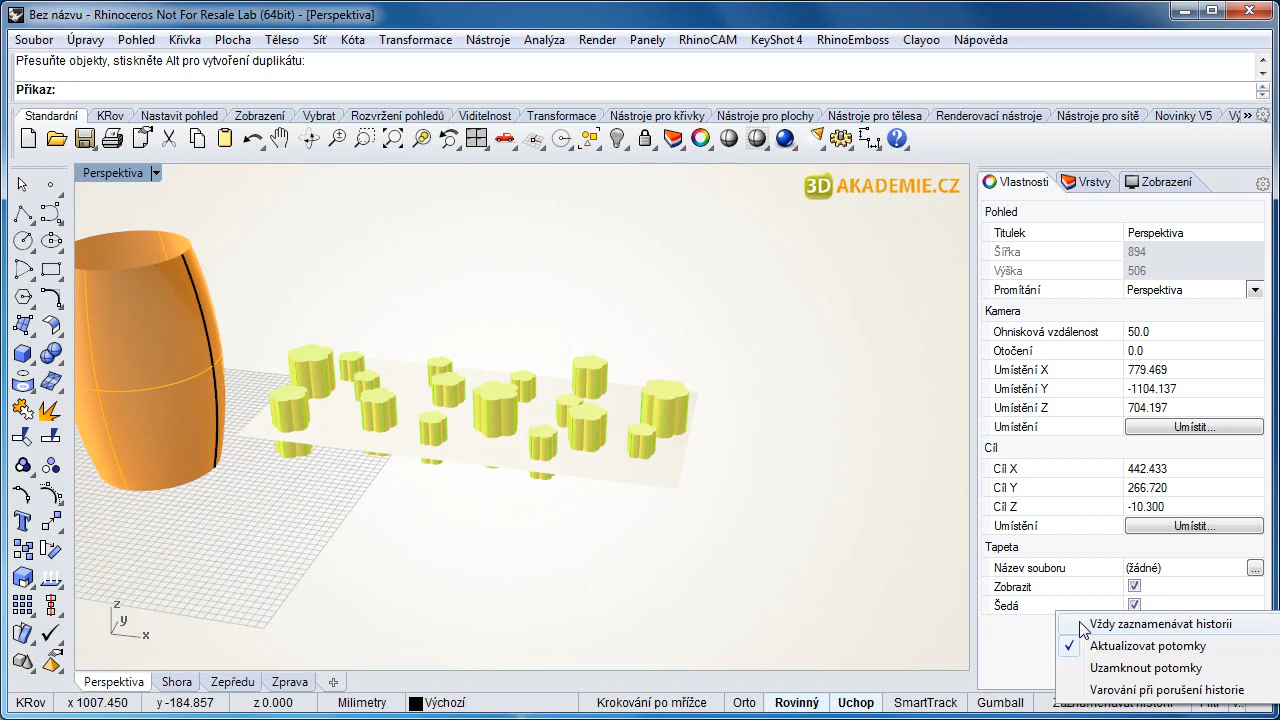 Bez názvu - Rhinoceros Not For Resale Lab (64bit) - [Perspektiva]
Soubor Úpravy Pohled Křivka Plocha Těleso Síť Kóta Transformace Nástroje Analýza Render Panely RhinoCAM KeyShot 4 RhinoEmboss Clayoo Nápověda
Přesuňte objekty, stiskněte Alt pro vytvoření duplikátu:
Příkaz:
Standardní KRov Nastavit pohled Zobrazení Vybrat Rozvržení pohledů Viditelnost Transformace Nástroje pro křivky Nástroje pro plochy Nástroje pro tělesa Renderovací nástroje Nástroje pro sítě Novinky V5 Vý »
Perspektiva
3DAKADEMIE.CZ
Vlastnosti Vrstvy Zobrazení
Pohled
Titulek Perspektiva
Šířka 894
Výška 506
Promítání Perspektiva
Kamera
Ohnisková vzdálenost 50.0
Otočení 0.0
Umístění X 779.469
Umístění Y -1104.137
Umístění Z 704.197
Umístění Umístit...
Cíl
Cíl X 442.433
Cíl Y 266.720
Cíl Z -10.300
Umístění Umístit...
Tapeta
Název souboru (žádné) ...
Zobrazit
Šedá
Vždy zaznamenávat historii
Aktualizovat potomky
Uzamknout potomky
Varování při porušení historie
z
y
x
Perspektiva Shora Zepředu Zprava
KRov x 1007.450 y -184.857 z 0.000 Milimetry Výchozí Krokování po mřížce Orto Rovinný Uchop SmartTrack Gumball